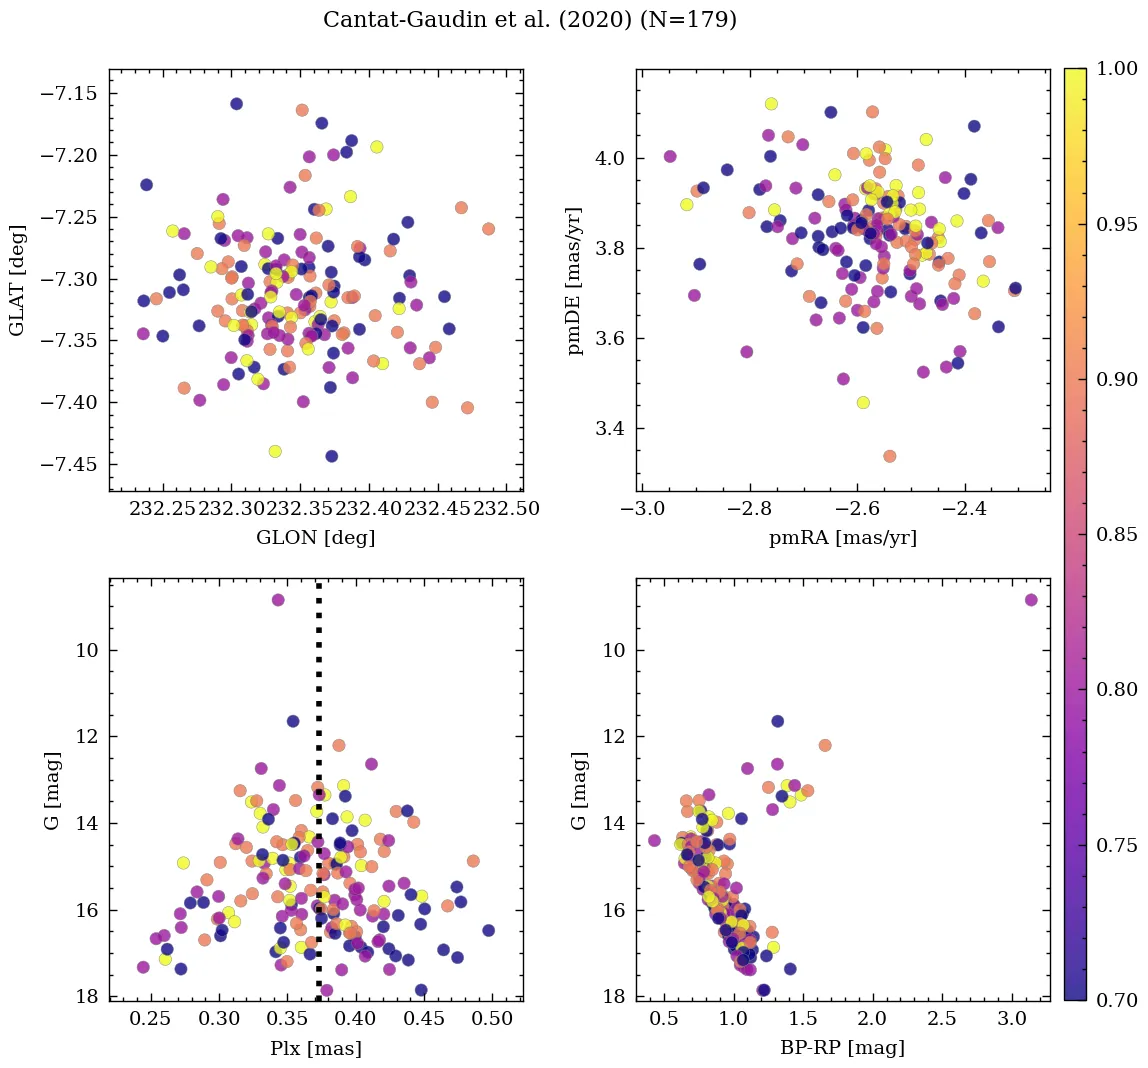 Cantat-Gaudin et al. (2020) (N=179)
−7.15
−7.20
−7.25
−7.30
−7.35
−7.40
−7.45
GLAT [deg]
232.25 232.30 232.35 232.40 232.45 232.50
GLON [deg]
4.0
3.8
3.6
3.4
pmDE [mas/yr]
−3.0 −2.8 −2.6 −2.4
pmRA [mas/yr]
10
12
14
16
18
G [mag]
0.25 0.30 0.35 0.40 0.45 0.50
Plx [mas]
10
12
14
16
18
G [mag]
0.5 1.0 1.5 2.0 2.5 3.0
BP-RP [mag]
1.00
0.95
0.90
0.85
0.80
0.75
0.70